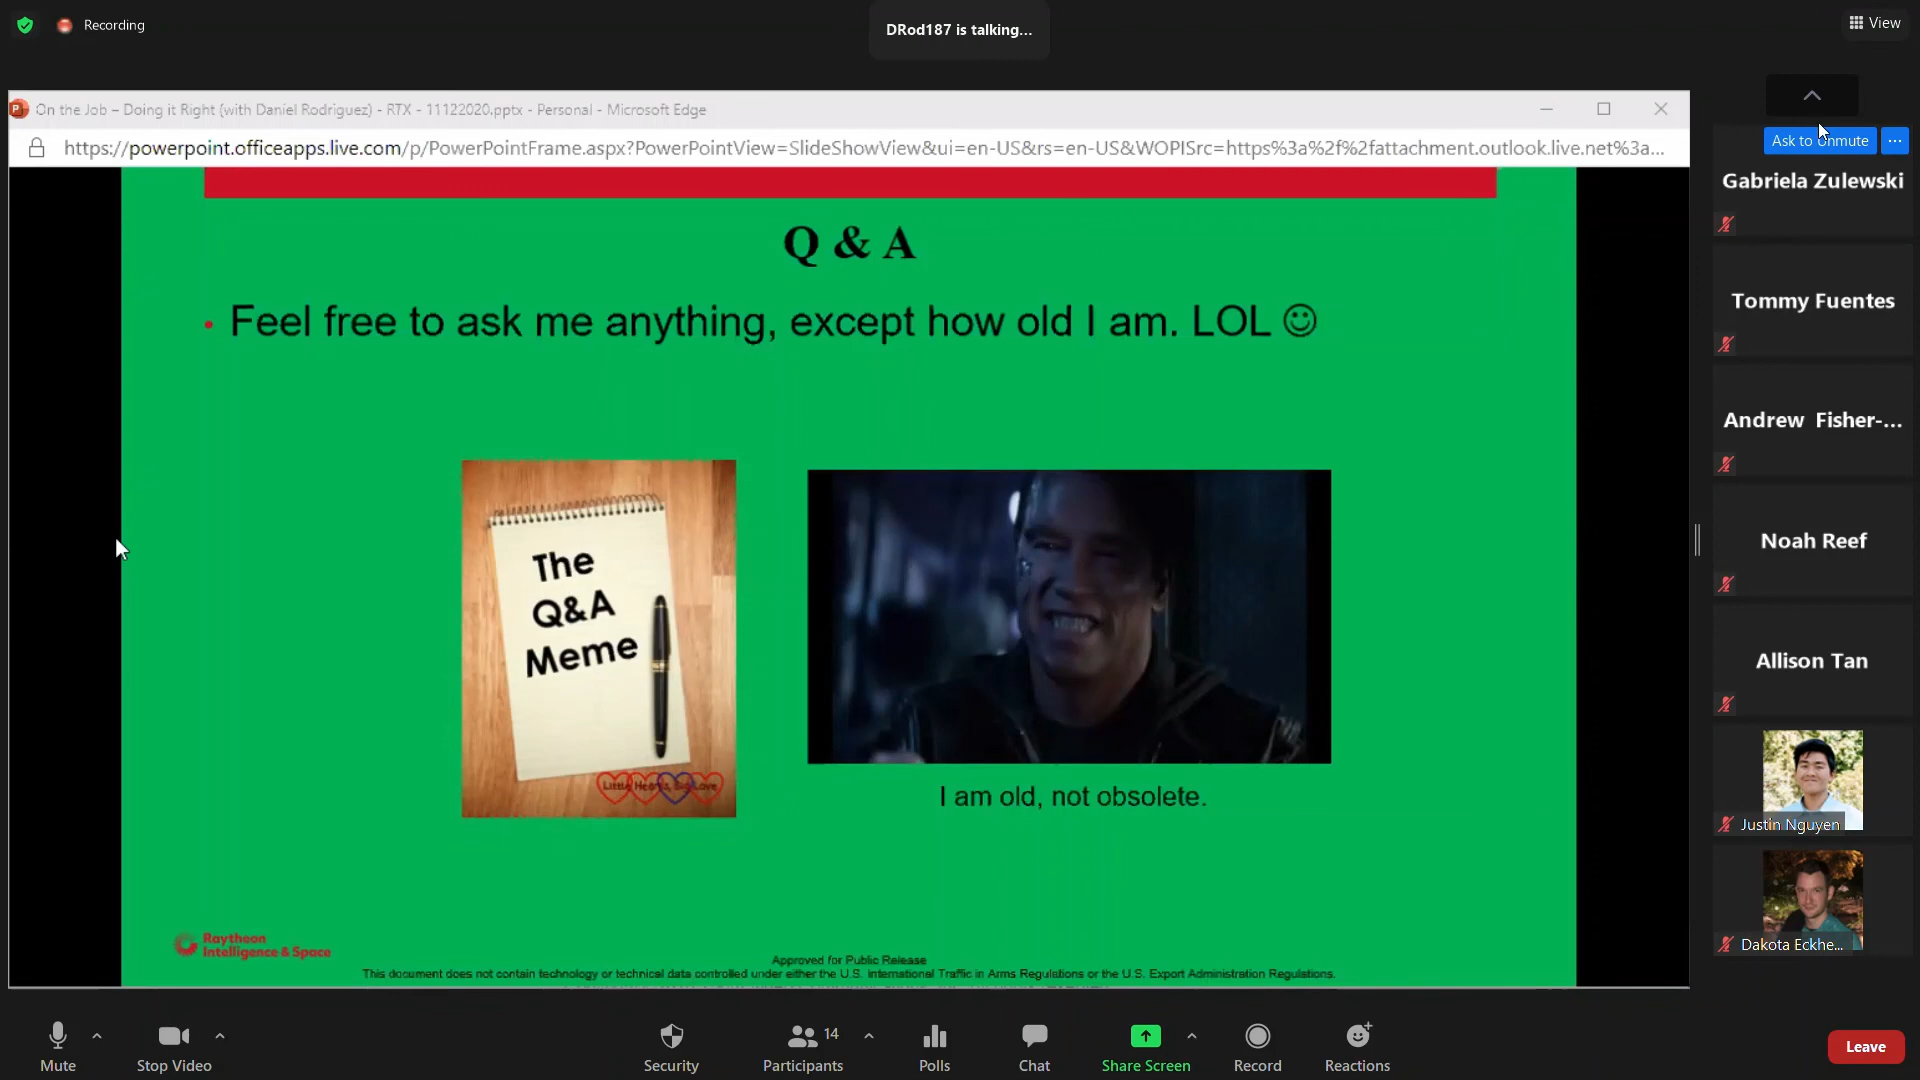 Recording
DRod187 is talking...
View
On the Job – Doing it Right (with Daniel Rodriguez) - RTX - 11122020.pptx - Personal - Microsoft Edge
https://powerpoint.officeapps.live.com/p/PowerPointFrame.aspx?PowerPointView=SlideShowView&ui=en-US&rs=en-US&WOPISrc=https%3a%2f%2fattachment.outlook.live.net%3a...
Ask to Unmute
...
Gabriela Zulewski
Tommy Fuentes
Andrew Fisher-...
Noah Reef
Allison Tan
Justin Nguyen
Dakota Eckhe...
Q & A
• Feel free to ask me anything, except how old I am. LOL ☺
The
Q&A
Meme
Little Hearts, Big Love
I am old, not obsolete.
Raytheon
Intelligence & Space
Approved for Public Release
This document does not contain technology or technical data controlled under either the U.S. International Traffic in Arms Regulations or the U.S. Export Administration Regulations.
Mute
Stop Video
Security
Participants
14
Polls
Chat
Share Screen
Record
Reactions
Leave